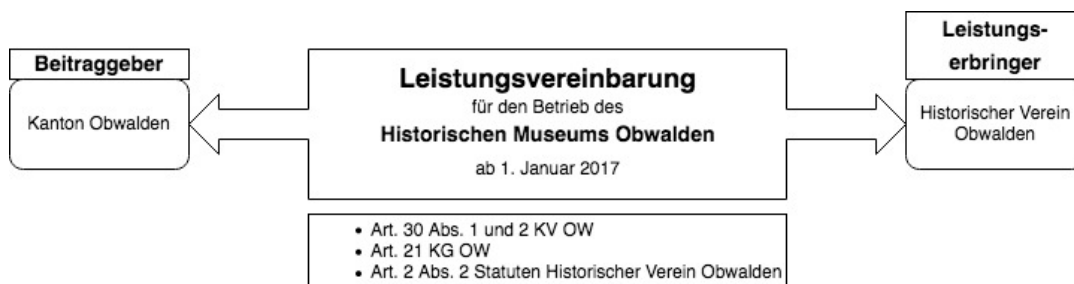 Beitraggeber
Kanton Obwalden
Leistungsvereinbarung
für den Betrieb des
Historischen Museums Obwalden
ab 1. Januar 2017
Leistungs-
erbringer
Historischer Verein
Obwalden
• Art. 30 Abs. 1 und 2 KV OW
• Art. 21 KG OW
• Art. 2 Abs. 2 Statuten Historischer Verein Obwalden